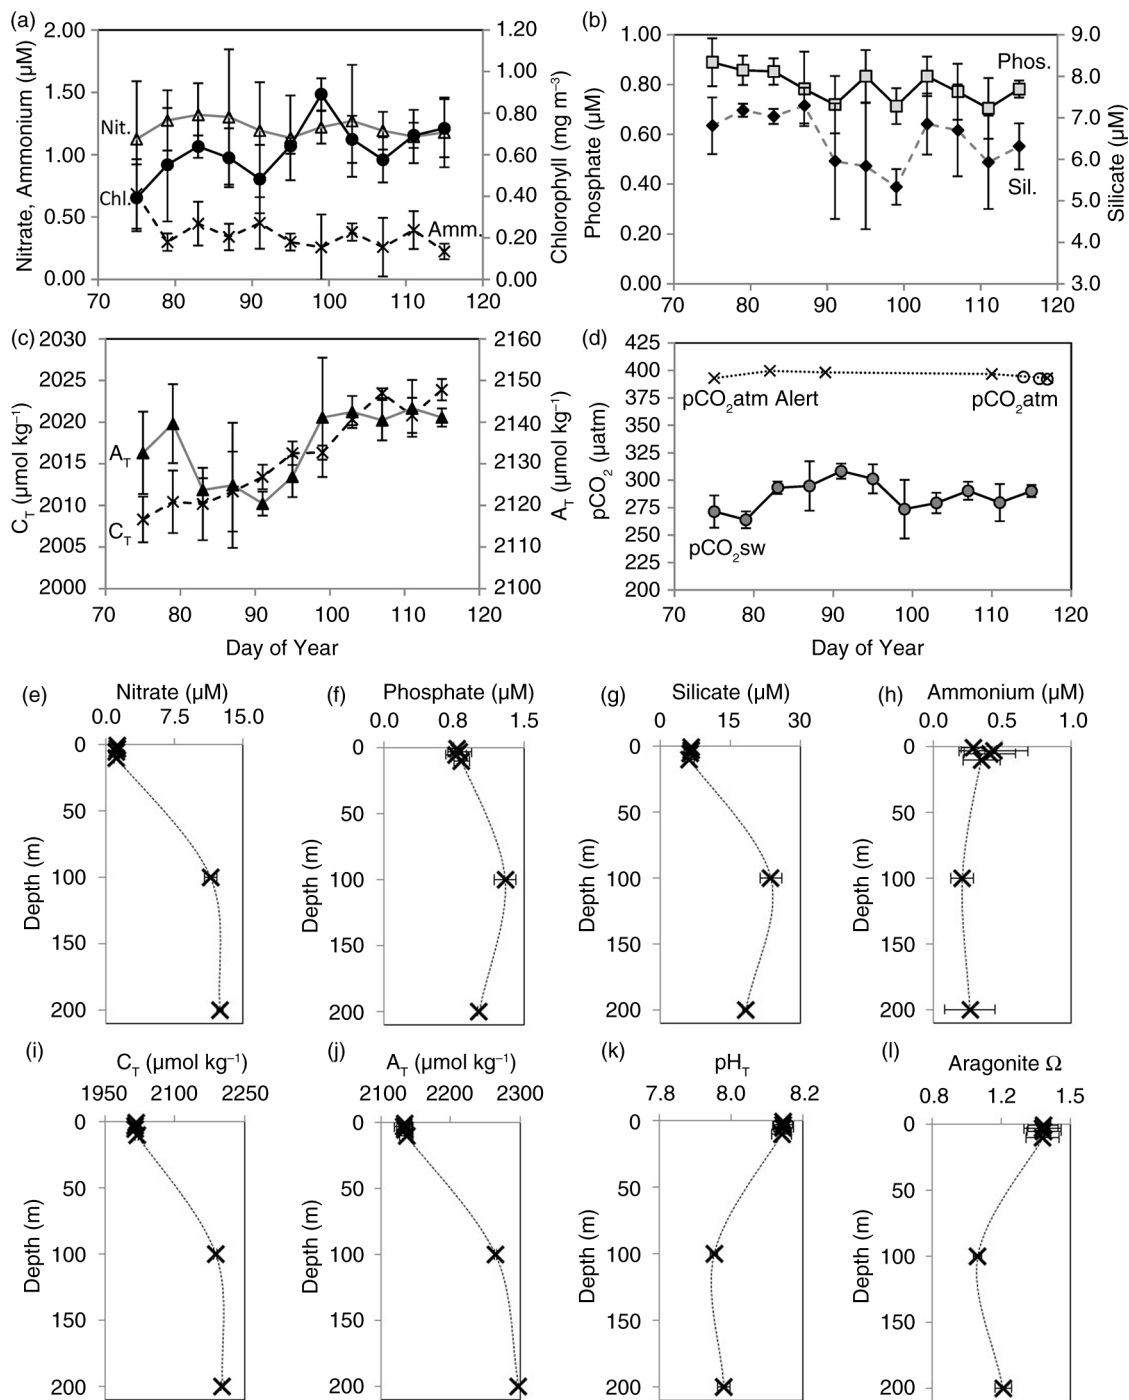 (a)
2.00
1.50
1.00
0.50
0.00
Nitrate, Ammonium (µM)
Nit.
Chl.
Amm.
1.20
1.00
0.80
0.60
0.40
0.20
0.00
Chlorophyll (mg m⁻³)
70 80 90 100 110 120
(b)
1.00
0.80
0.60
0.40
0.20
0.00
Phosphate (µM)
Phos.
Sil.
9.0
8.0
7.0
6.0
5.0
4.0
3.0
Silicate (µM)
70 80 90 100 110 120
(c)
2030
2025
2020
2015
2010
2005
2000
C_T (µmol kg⁻¹)
A_T
C_T
2160
2150
2140
2130
2120
2110
2100
A_T (µmol kg⁻¹)
70 80 90 100 110 120
Day of Year
(d)
425
400
375
350
325
300
275
250
225
200
pCO₂ (µatm)
pCO₂atm Alert
pCO₂atm
pCO₂sw
70 80 90 100 110 120
Day of Year
(e)
Nitrate (µM)
0.0 7.5 15.0
0
50
100
150
200
Depth (m)
(f)
Phosphate (µM)
0.0 0.8 1.5
0
50
100
150
200
Depth (m)
(g)
Silicate (µM)
0 15 30
0
50
100
150
200
Depth (m)
(h)
Ammonium (µM)
0.0 0.5 1.0
0
50
100
150
200
Depth (m)
(i)
C_T (µmol kg⁻¹)
1950 2100 2250
0
50
100
150
200
Depth (m)
(j)
A_T (µmol kg⁻¹)
2100 2200 2300
0
50
100
150
200
Depth (m)
(k)
pH_T
7.8 8.0 8.2
0
50
100
150
200
Depth (m)
(l)
Aragonite Ω
0.8 1.2 1.5
0
50
100
150
200
Depth (m)